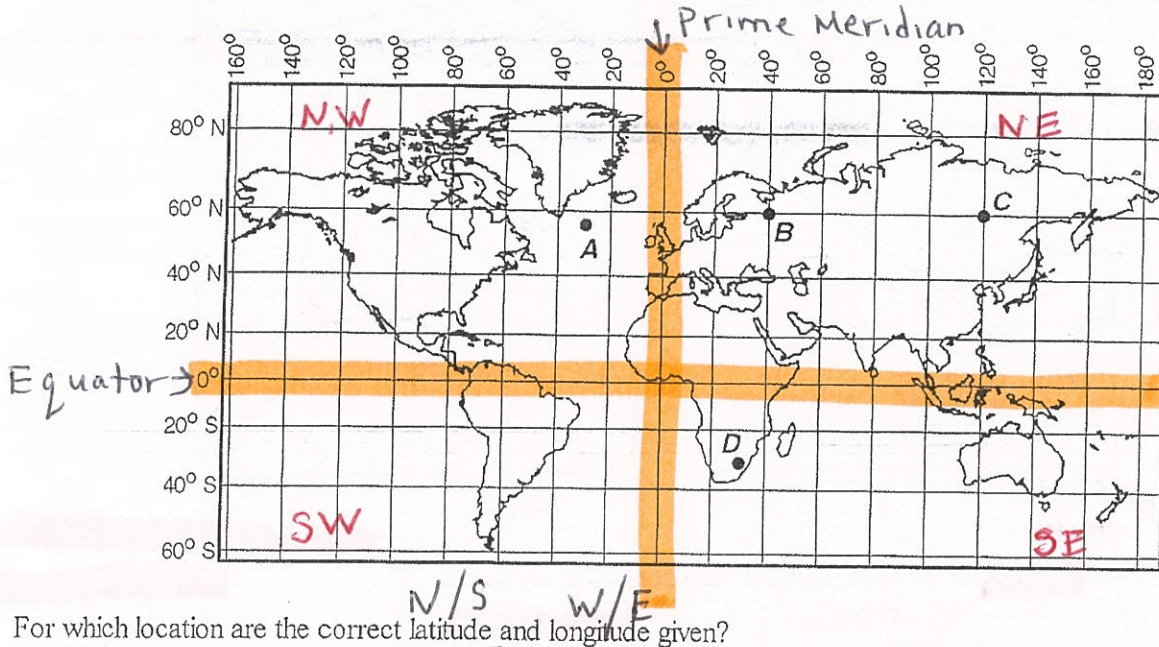 Prime Meridian
160° 140° 120° 100° 80° 60° 40° 20° 0° 20° 40° 60° 80° 100° 120° 140° 160° 180°
N,W
NE
80° N
60° N
A
B
C
40° N
20° N
Equator→ 0°
20° S
D
40° S
SW
SE
60° S
N/S W/E
For which location are the correct latitude and longitude given?